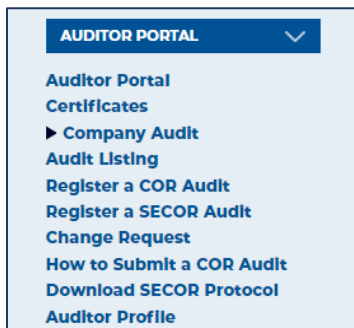 AUDITOR PORTAL
Auditor Portal
Certificates
Company Audit
Audit Listing
Register a COR Audit
Register a SECOR Audit
Change Request
How to Submit a COR Audit
Download SECOR Protocol
Auditor Profile